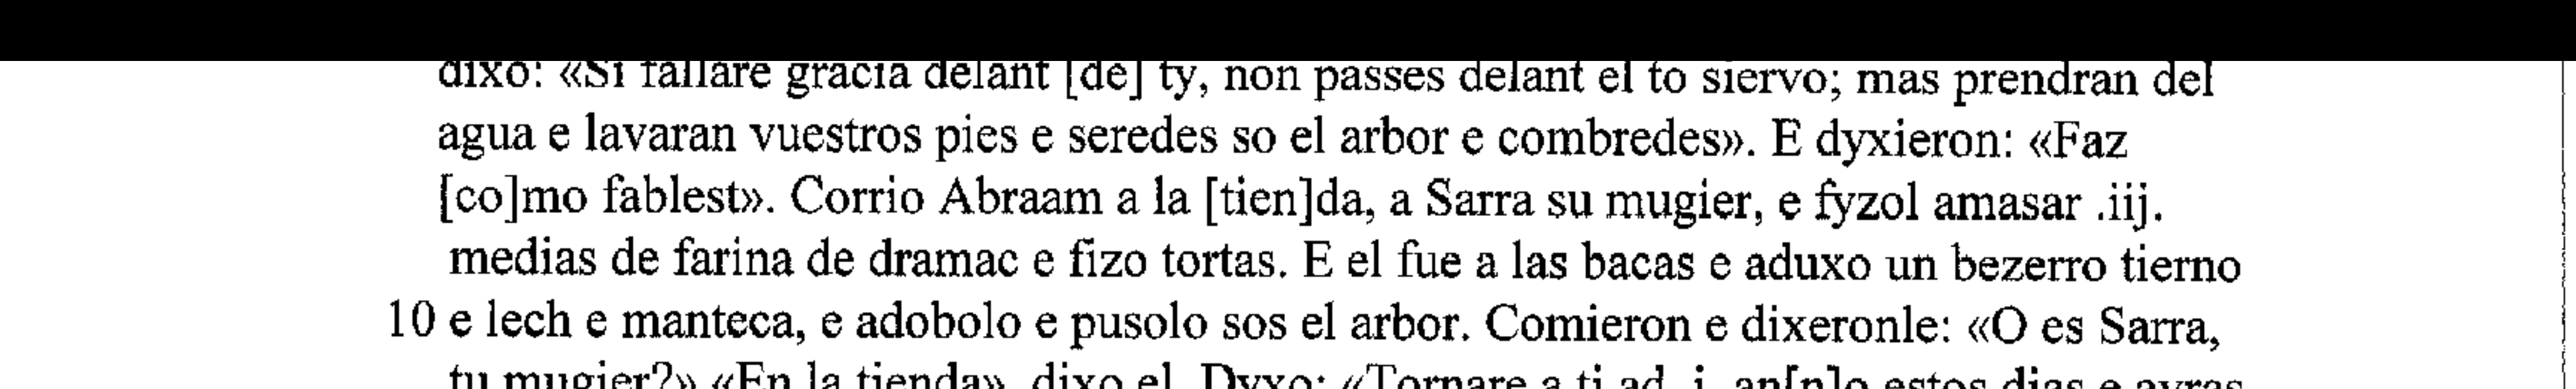 dixo: «Si fallare gracia delant [de] ty, non passes delant el to siervo; mas prendran del
agua e lavaran vuestros pies e seredes so el arbor e combredes». E dyxieron: «Faz
[co]mo fablest». Corrio Abraam a la [tien]da, a Sarra su mugier, e fyzol amasar .iij.
medias de farina de dramac e fizo tortas. E el fue a las bacas e aduxo un bezerro tierno
10 e lech e manteca, e adobolo e pusolo sos el arbor. Comieron e dixeronle: «O es Sarra,
tu mugier?» «En la tienda», dixo el. Dyxo: «Tornare a ti ad .i. an[n]o estos dias e avras